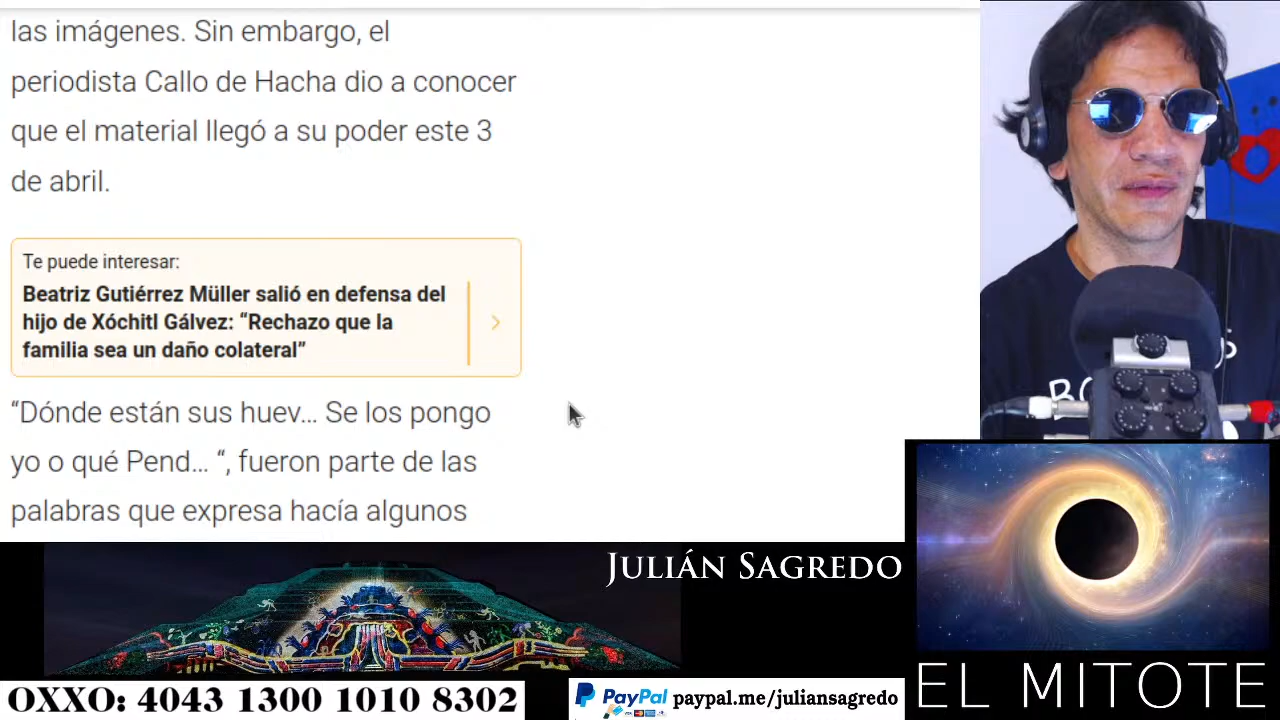 las imágenes. Sin embargo, el
periodista Callo de Hacha dio a conocer
que el material llegó a su poder este 3
de abril.
Te puede interesar:
Beatriz Gutiérrez Müller salió en defensa del
hijo de Xóchitl Gálvez: “Rechazo que la
familia sea un daño colateral”
“Dónde están sus huev... Se los pongo
yo o qué Pend... “, fueron parte de las
palabras que expresa hacía algunos
JULIÁN SAGREDO
EL MITOTE
OXXO: 4043 1300 1010 8302
PayPal paypal.me/juliansagredo